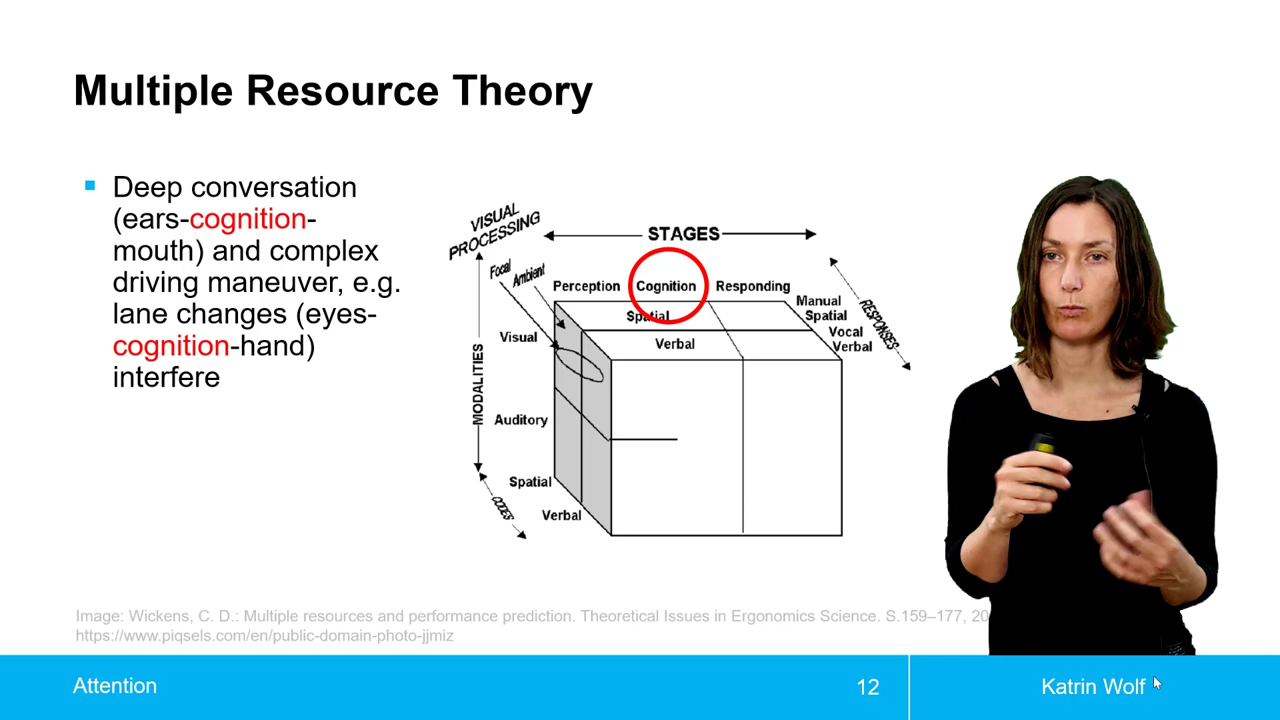 Multiple Resource Theory
Deep conversation
(ears-cognition-
mouth) and complex
driving maneuver, e.g.
lane changes (eyes-
cognition-hand)
interfere
VISUAL
PROCESSING
STAGES
Focal
Ambient
Perception
Cognition
Responding
Manual
Spatial
Vocal
Verbal
RESPONSES
Spatial
Verbal
MODALITIES
Visual
Auditory
Spatial
Verbal
CODES
Image: Wickens, C. D.: Multiple resources and performance prediction. Theoretical Issues in Ergonomics Science. S.159–177, 20
https://www.piqsels.com/en/public-domain-photo-jjmiz
Attention
12
Katrin Wolf